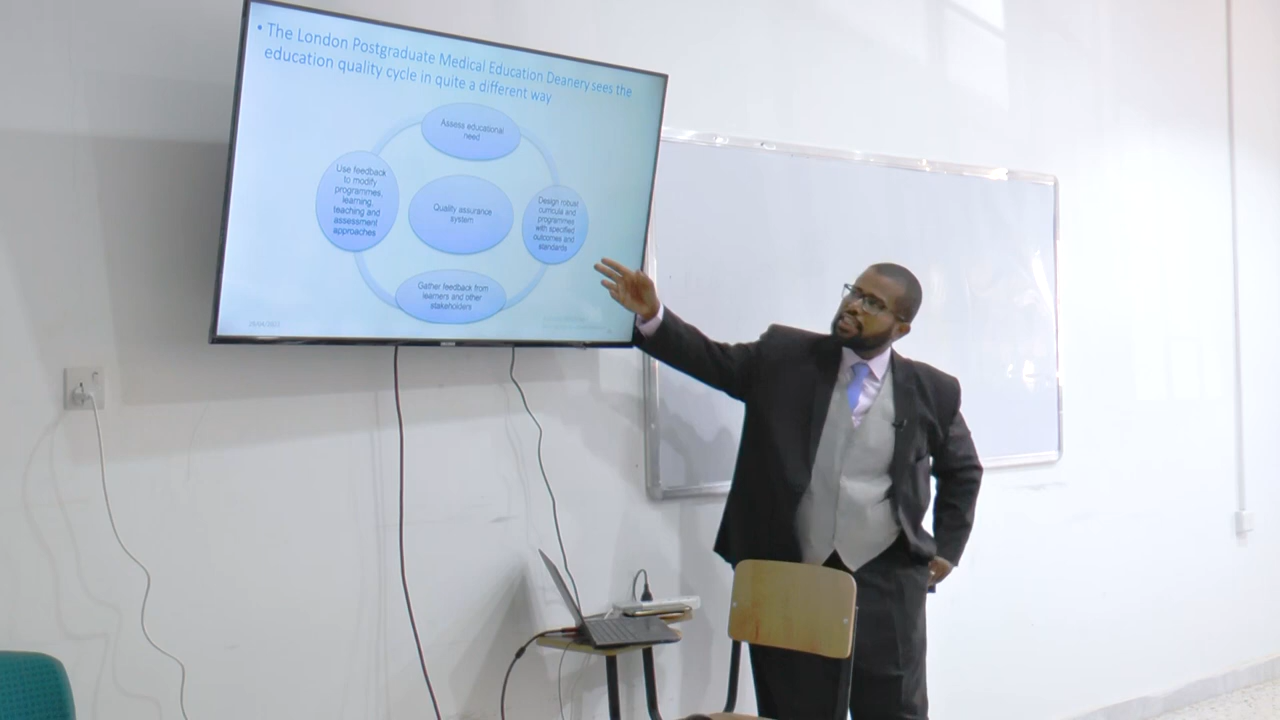 • The London Postgraduate Medical Education Deanery sees the
education quality cycle in quite a different way
Assess educational
need
Use feedback
to modify
programmes,
learning,
teaching and
assessment
approaches
Quality assurance
system
Design robust
curricula and
programmes
with specified
outcomes and
standards
Gather feedback from
learners and other
stakeholders